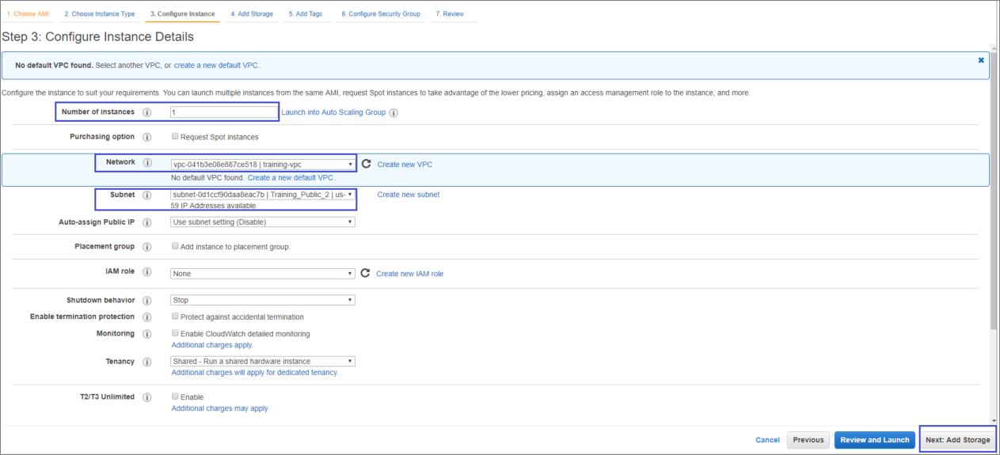 1. Choose AMI 2. Choose Instance Type 3. Configure Instance 4. Add Storage 5. Add Tags 6. Configure Security Group 7. Review
Step 3: Configure Instance Details
No default VPC found. Select another VPC, or create a new default VPC.
Configure the instance to suit your requirements. You can launch multiple instances from the same AMI, request Spot instances to take advantage of the lower pricing, assign an access management role to the instance, and more.
Number of instances 1 Launch into Auto Scaling Group
Purchasing option Request Spot instances
Network vpc-041b3e08e887ce518 | training-vpc Create new VPC
No default VPC found. Create a new default VPC.
Subnet subnet-0d1ccf90daa8eac7b | Training_Public_2 | us- Create new subnet
59 IP Addresses available
Auto-assign Public IP Use subnet setting (Disable)
Placement group Add instance to placement group.
IAM role None Create new IAM role
Shutdown behavior Stop
Enable termination protection Protect against accidental termination
Monitoring Enable CloudWatch detailed monitoring
Additional charges apply.
Tenancy Shared - Run a shared hardware instance
Additional charges will apply for dedicated tenancy.
T2/T3 Unlimited Enable
Additional charges may apply
Cancel Previous Review and Launch Next: Add Storage